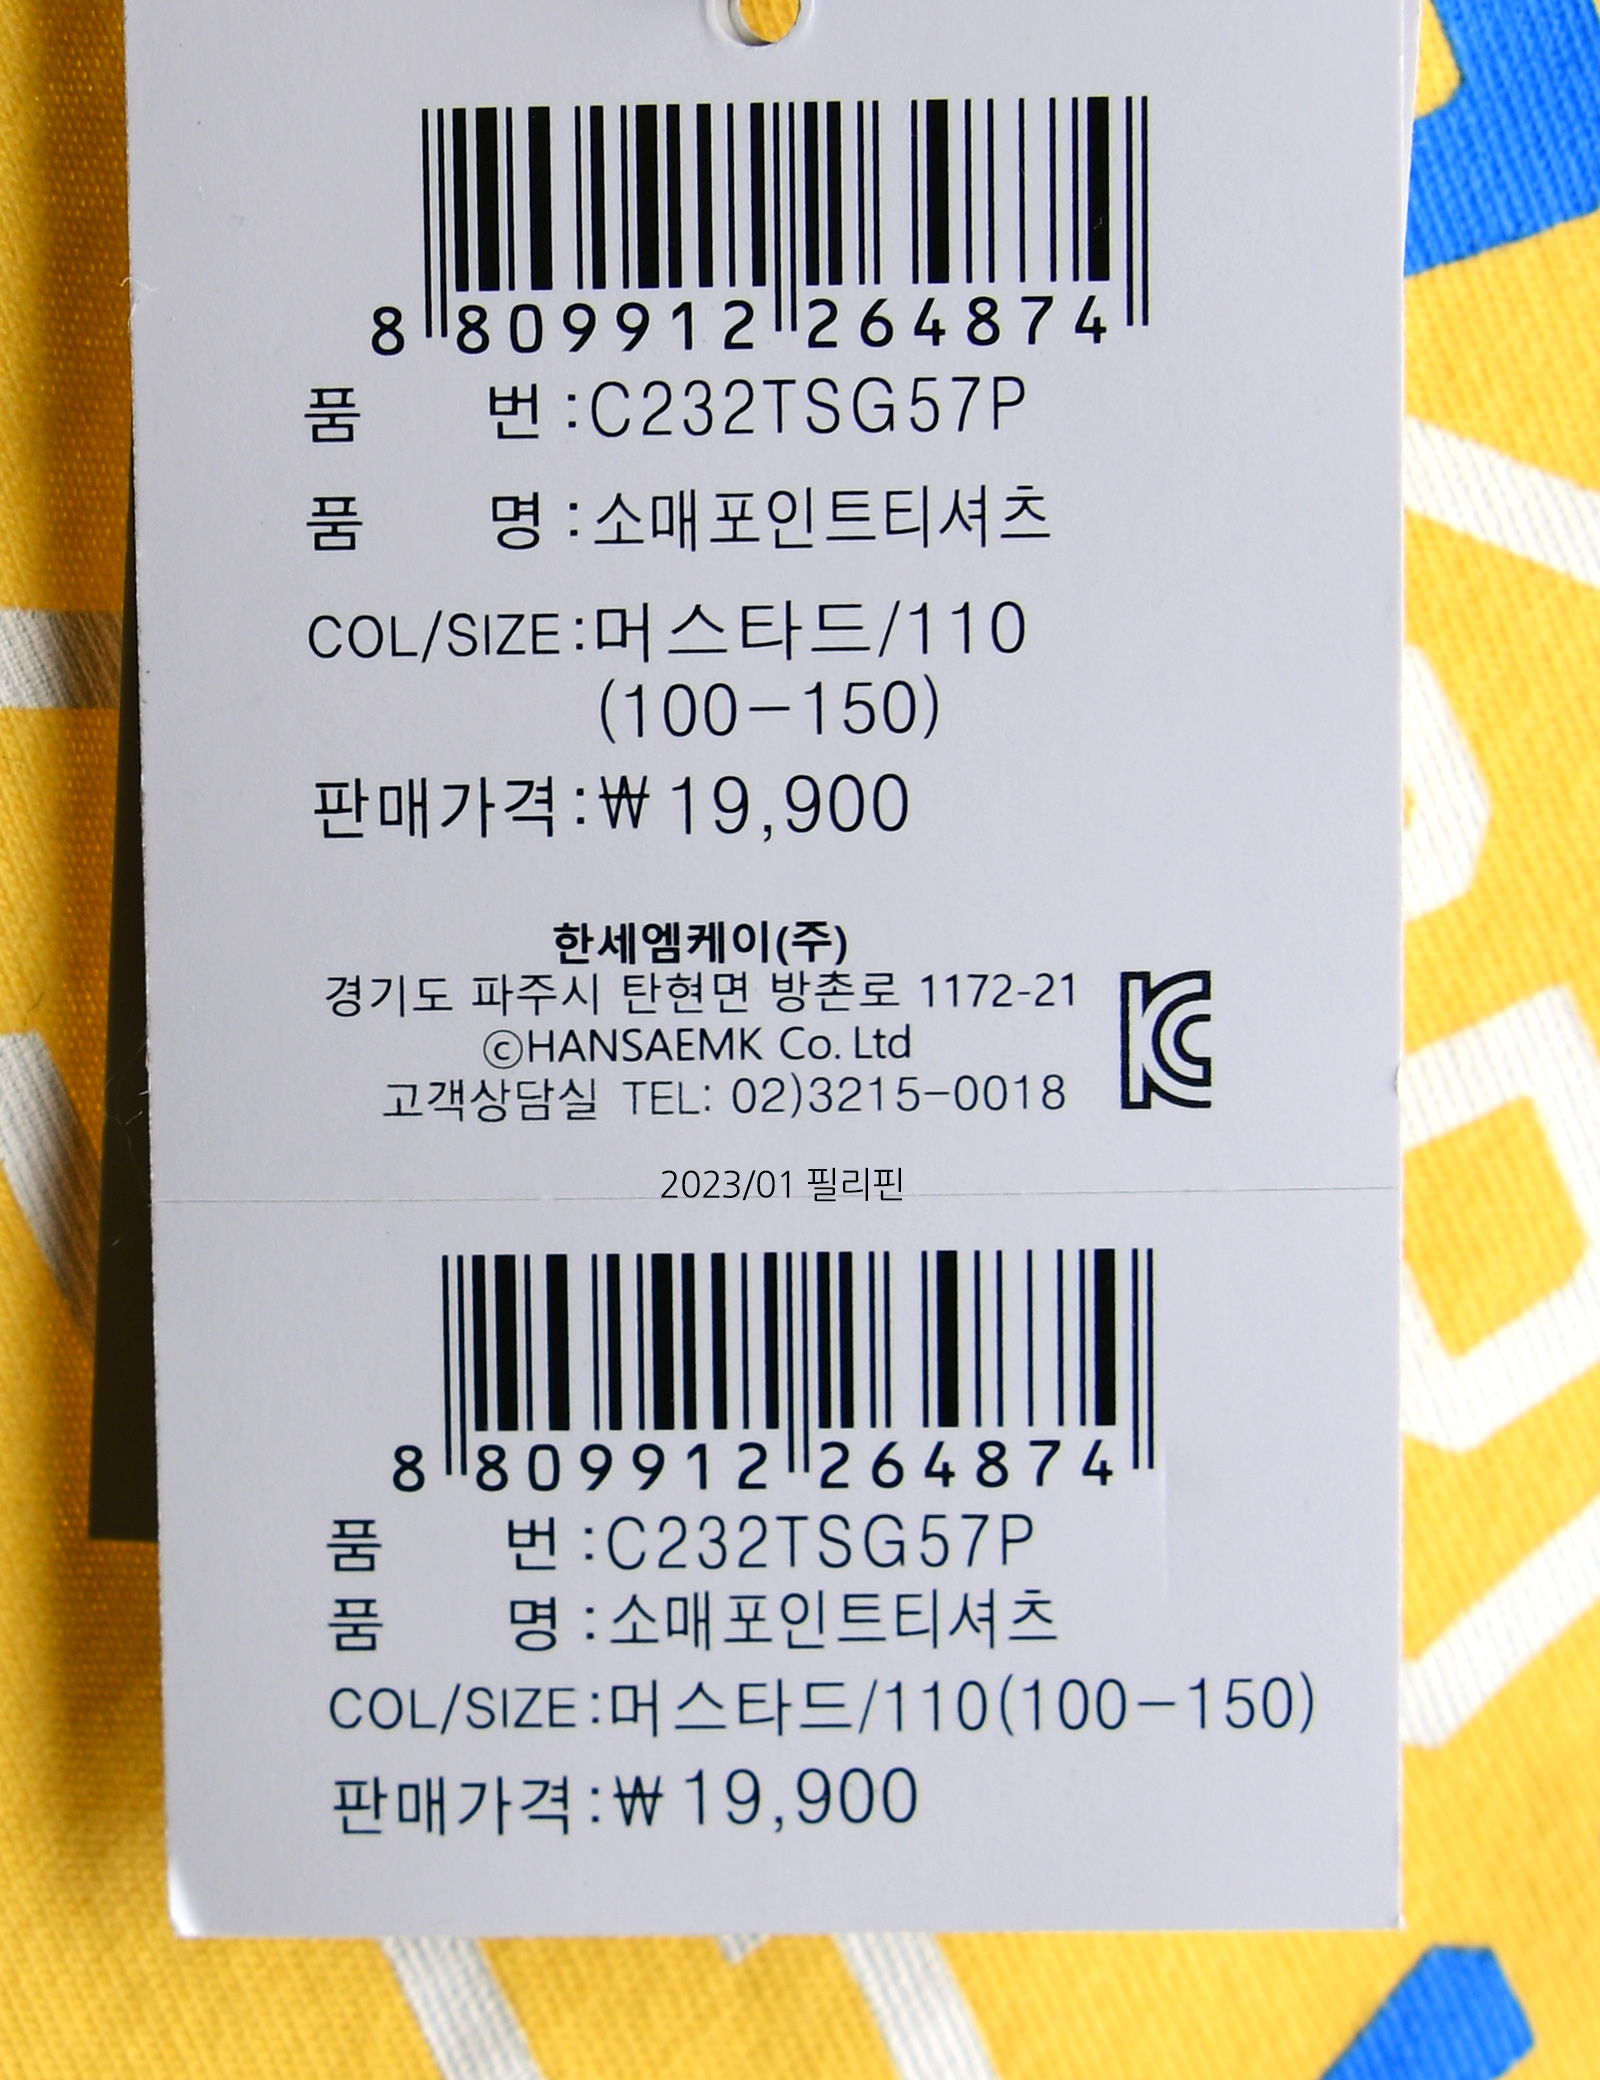 8 809912 264874
품 번 :C232TSG57P
품 명 :소매포인트티셔츠
COL/SIZE:머스타드/110
(100-150)
판매가격:₩19,900
한세엠케이(주)
경기도 파주시 탄현면 방촌로 1172-21
ⓒHANSAEMK Co. Ltd
고객상담실 TEL: 02)3215-0018
KC
2023/01 필리핀
8 809912 264874
품 번 :C232TSG57P
품 명 :소매포인트티셔츠
COL/SIZE:머스타드/110(100-150)
판매가격:₩19,900